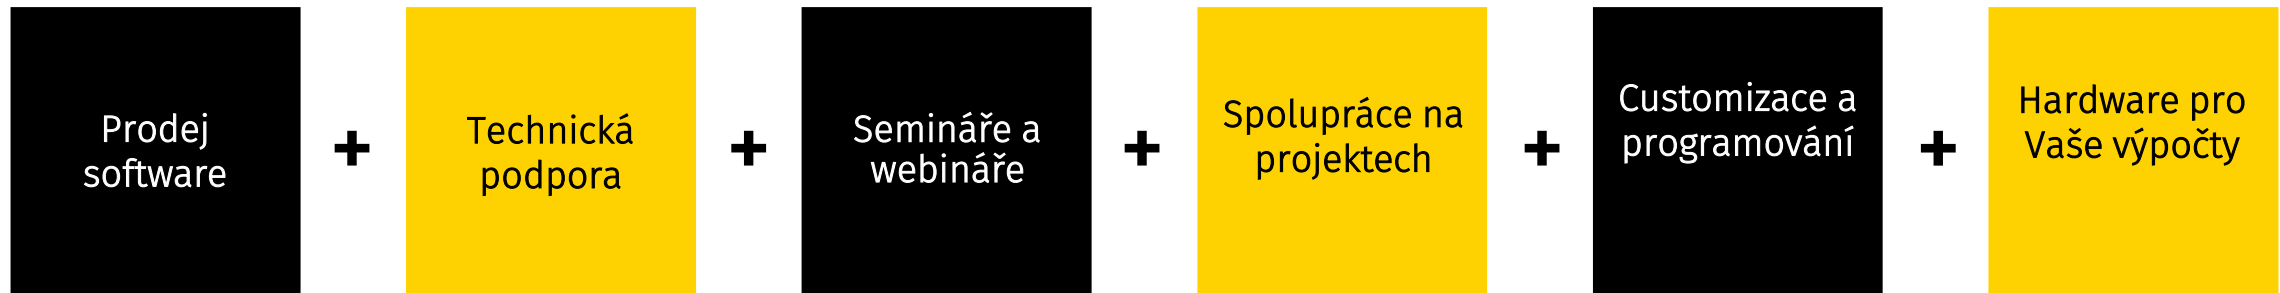 Prodej
software
+
Technická
podpora
+
Semináře a
webináře
+
Spolupráce na
projektech
+
Customizace a
programování
+
Hardware pro
Vaše výpočty